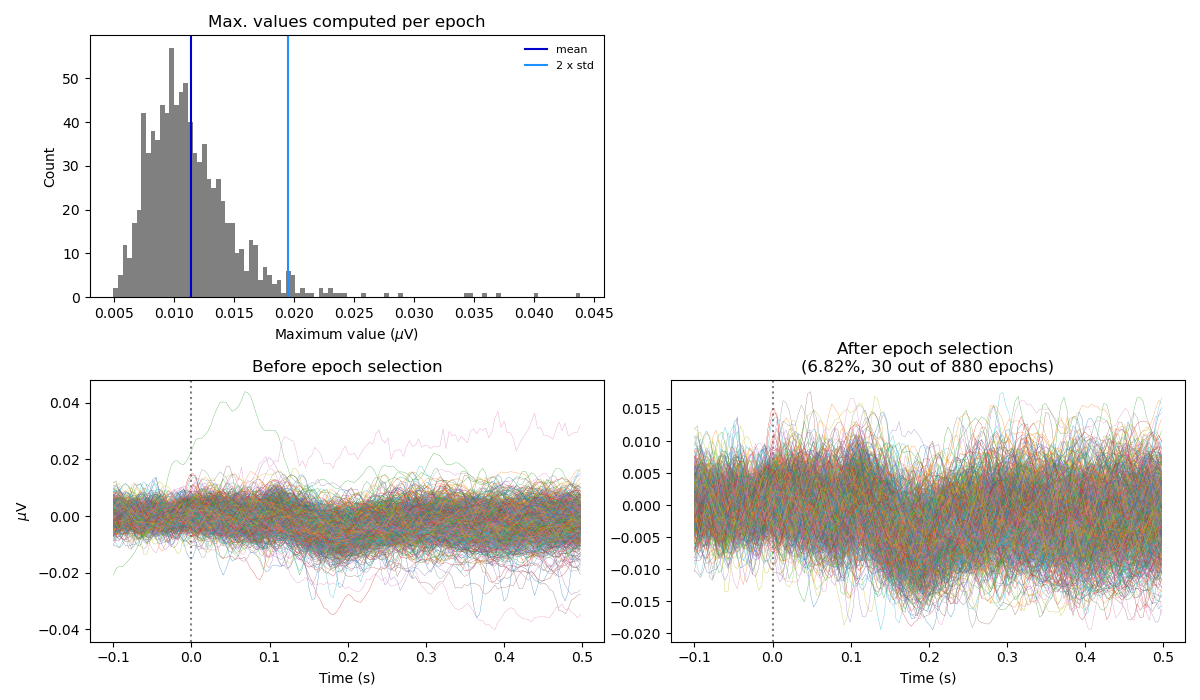 Max. values computed per epoch
mean
2 x std
50
40
30
20
10
0
Count
0.005 0.010 0.015 0.020 0.025 0.030 0.035 0.040 0.045
Maximum value (μV)
Before epoch selection
0.04
0.02
0.00
−0.02
−0.04
μV
−0.1 0.0 0.1 0.2 0.3 0.4 0.5
Time (s)
After epoch selection
(6.82%, 30 out of 880 epochs)
0.015
0.010
0.005
0.000
−0.005
−0.010
−0.015
−0.020
−0.1 0.0 0.1 0.2 0.3 0.4 0.5
Time (s)